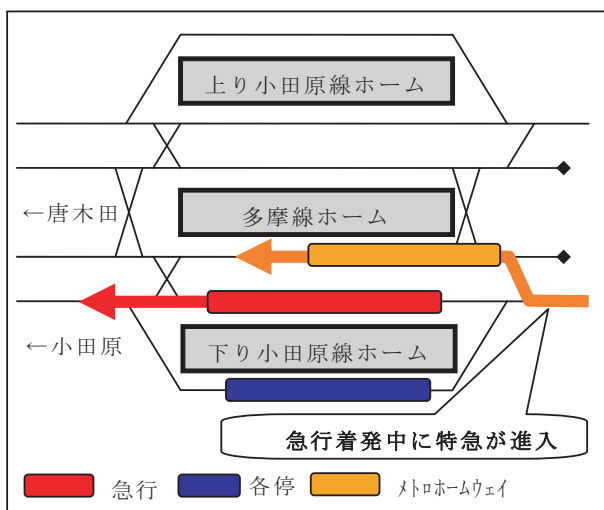 上り小田原線ホーム
←唐木田
多摩線ホーム
←小田原
下り小田原線ホーム
急行着発中に特急が進入
急行
各停
メトロホームウェイ